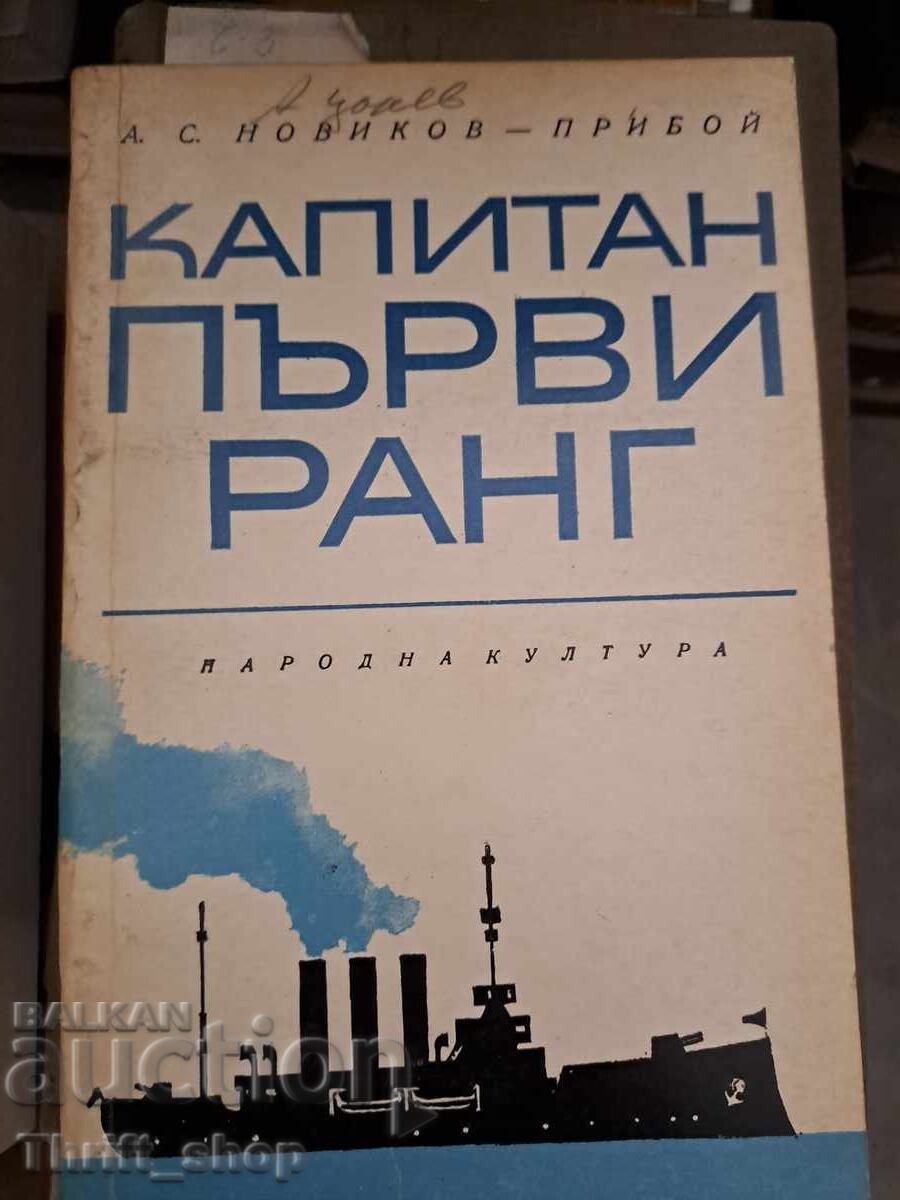 А. С. НОВИКОВ — ПРИБОЙ
КАПИТАН
ПЪРВИ
РАНГ
НАРОДНА КУЛТУРА
BALKAN
auction
Thrift_shop